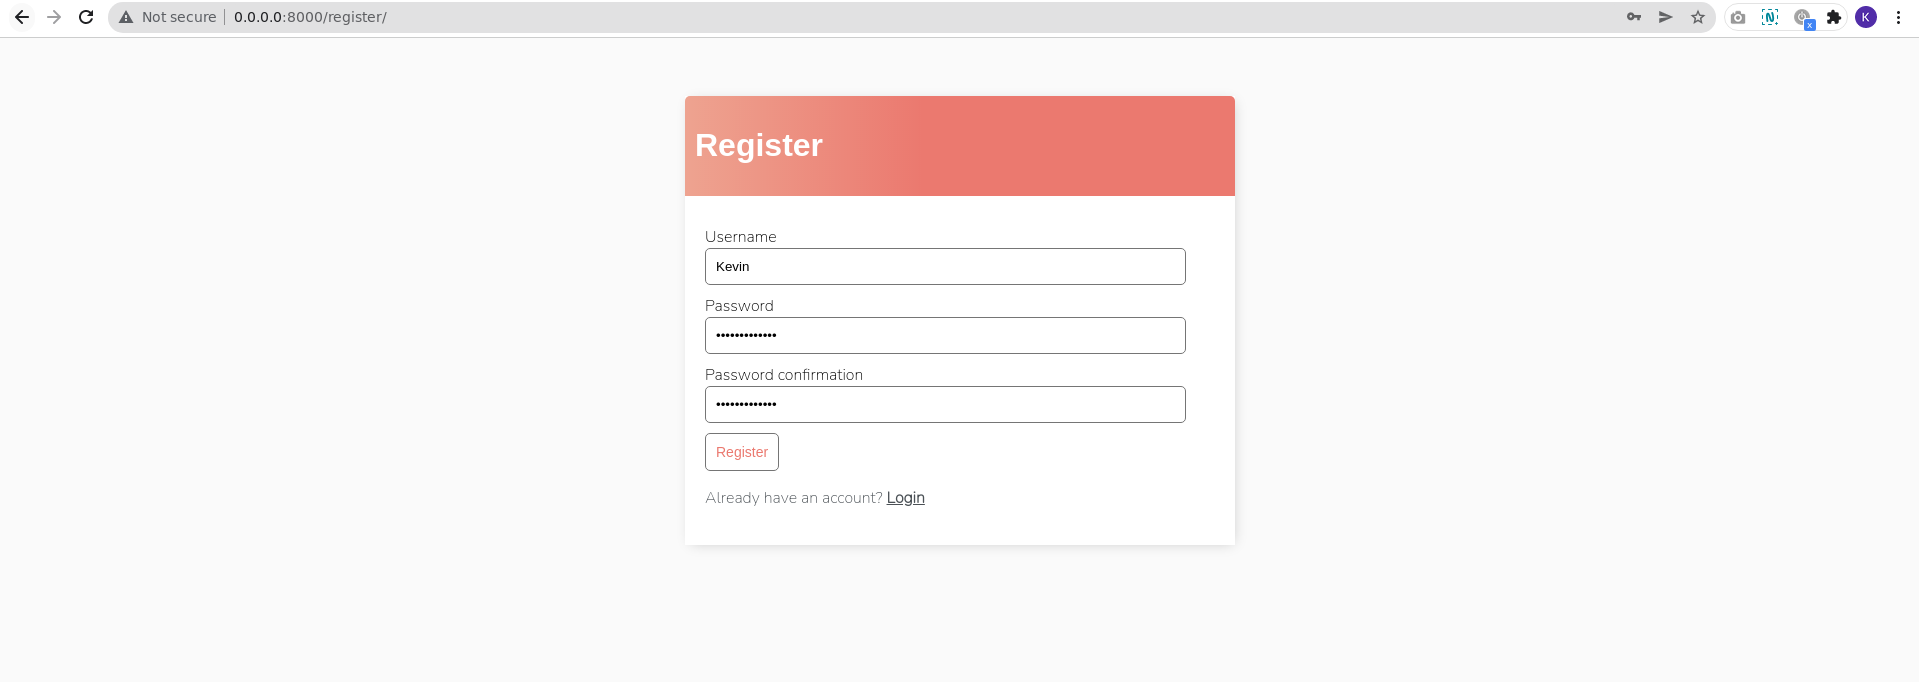 Not secure 0.0.0.0:8000/register/
K
Register
Username
Kevin
Password
•••••••••••••
Password confirmation
•••••••••••••
Register
Already have an account? Login